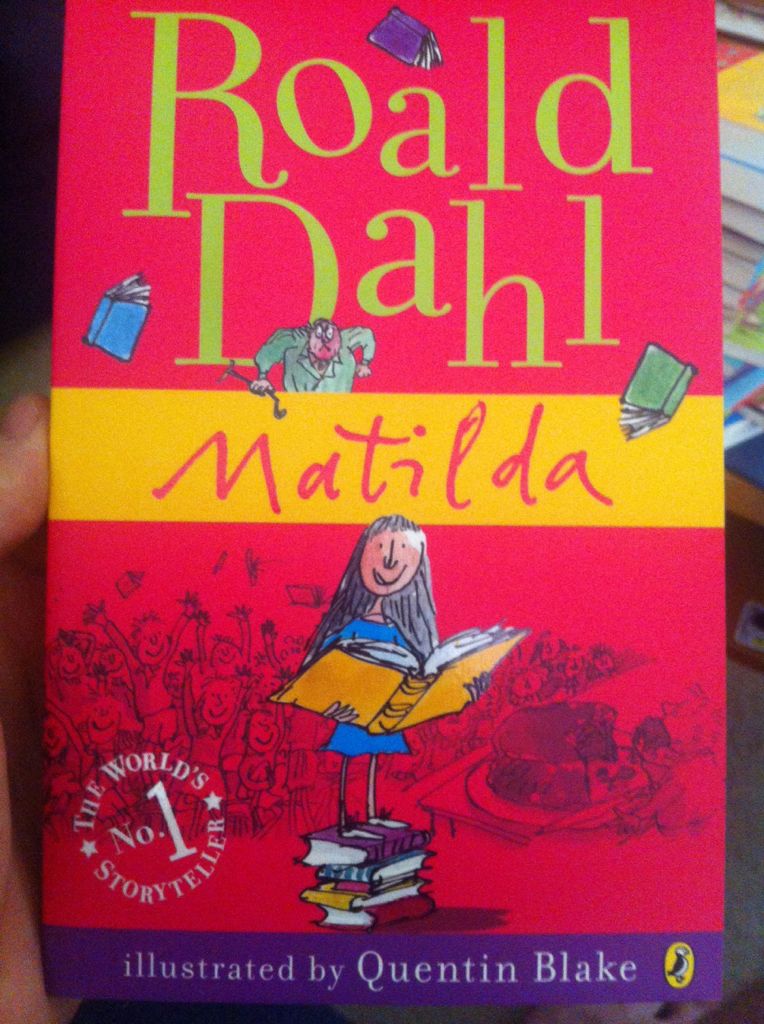 Roald
Dahl
Matilda
THE WORLD'S
No.1
STORYTELLER
illustrated by Quentin Blake